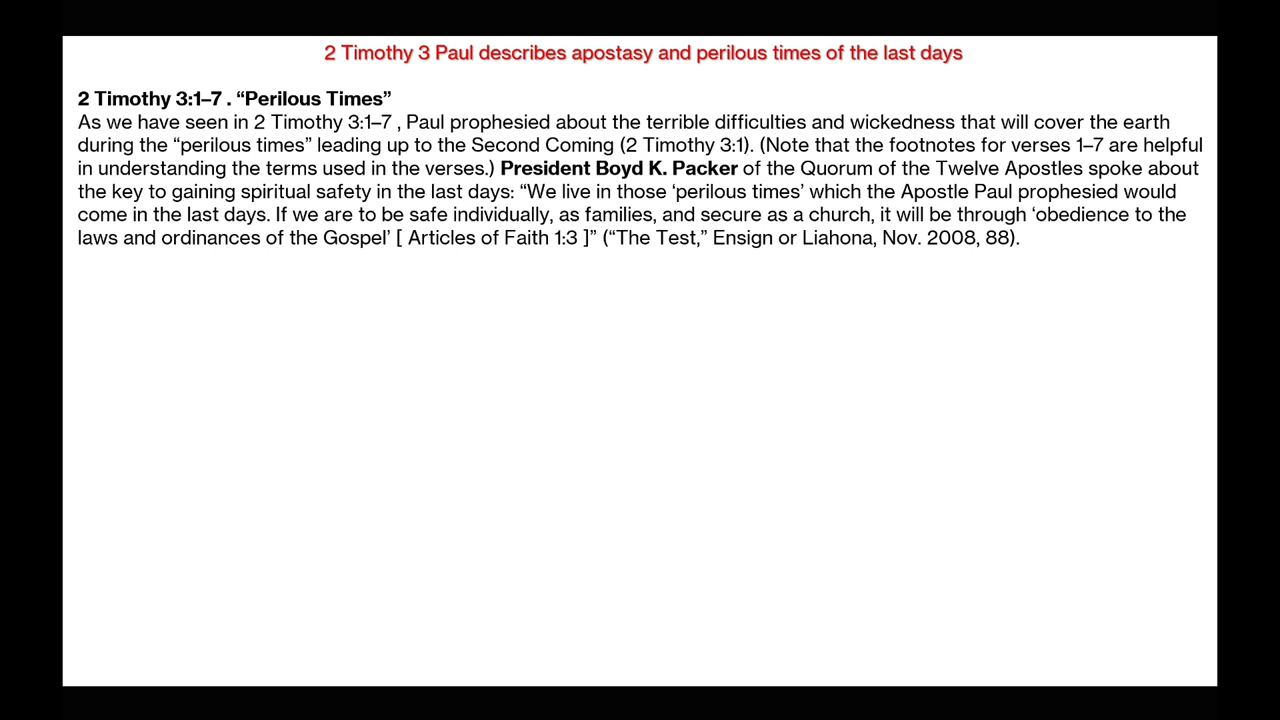 2 Timothy 3 Paul describes apostasy and perilous times of the last days
2 Timothy 3:1–7 . “Perilous Times”
As we have seen in 2 Timothy 3:1–7 , Paul prophesied about the terrible difficulties and wickedness that will cover the earth
during the “perilous times” leading up to the Second Coming (2 Timothy 3:1). (Note that the footnotes for verses 1–7 are helpful
in understanding the terms used in the verses.) President Boyd K. Packer of the Quorum of the Twelve Apostles spoke about
the key to gaining spiritual safety in the last days: “We live in those ‘perilous times’ which the Apostle Paul prophesied would
come in the last days. If we are to be safe individually, as families, and secure as a church, it will be through ‘obedience to the
laws and ordinances of the Gospel’ [ Articles of Faith 1:3 ]” (“The Test,” Ensign or Liahona, Nov. 2008, 88).